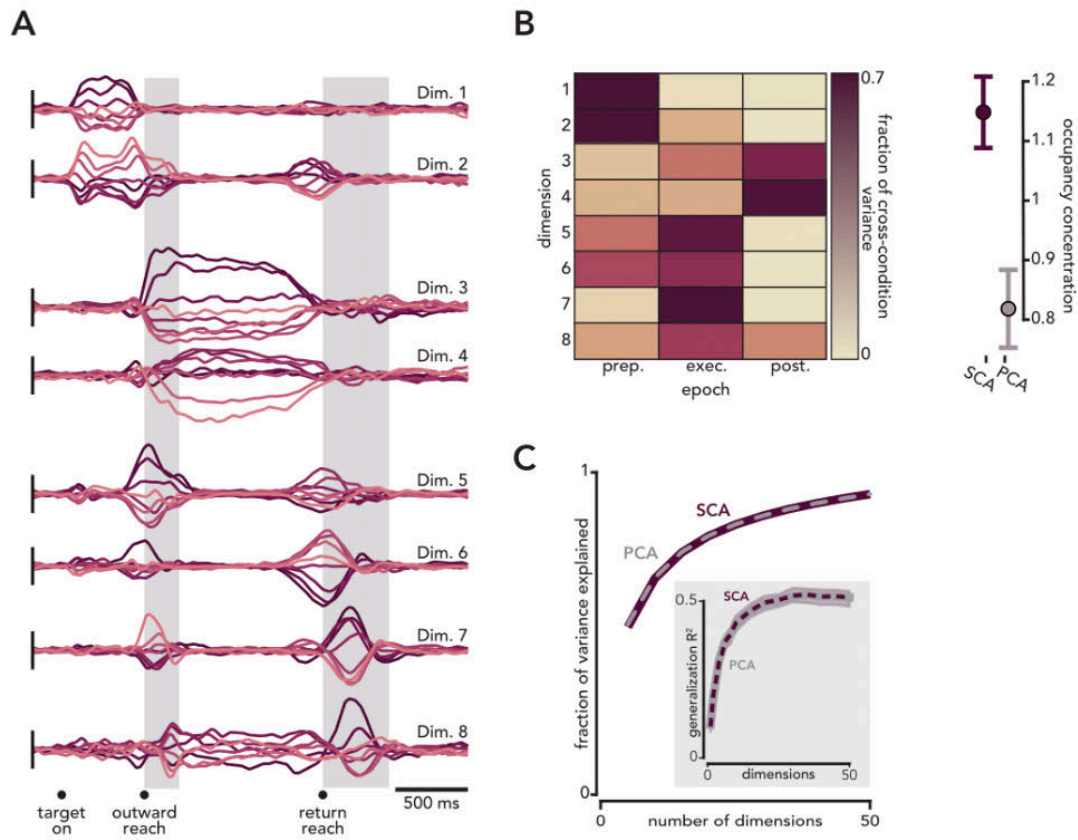 A
Dim. 1
Dim. 2
Dim. 3
Dim. 4
Dim. 5
Dim. 6
Dim. 7
Dim. 8
target
on
outward
reach
return
reach
500 ms
B
dimension
1
2
3
4
5
6
7
8
prep.
exec.
post.
epoch
0.7
0
fraction of cross-condition
variance
1.2
1.1
1
0.9
0.8
occupancy concentration
SCA
PCA
C
fraction of variance explained
1
0
SCA
PCA
0
50
number of dimensions
generalization R²
0.5
0
SCA
PCA
0
50
dimensions